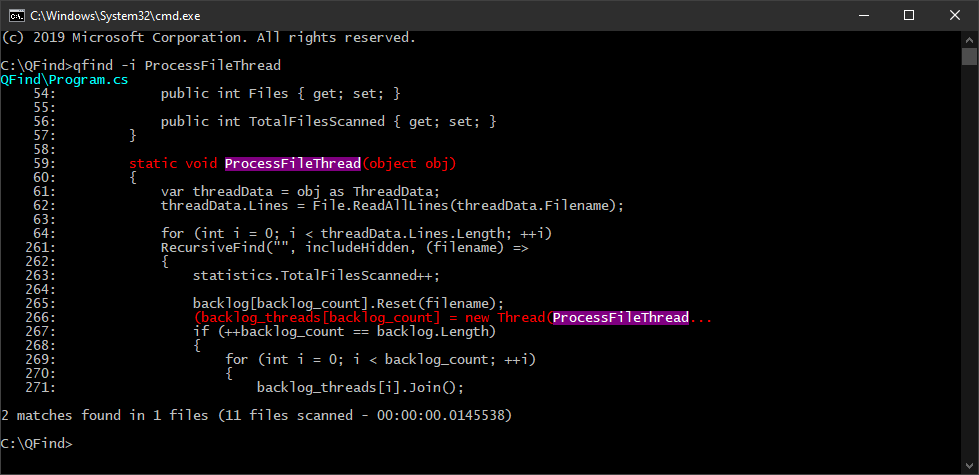 C:\Windows\System32\cmd.exe
(c) 2019 Microsoft Corporation. All rights reserved.
C:\QFind>qfind -i ProcessFileThread
QFind\Program.cs
54: public int Files { get; set; }
55:
56: public int TotalFilesScanned { get; set; }
57: }
58:
59: static void ProcessFileThread(object obj)
60: {
61: var threadData = obj as ThreadData;
62: threadData.Lines = File.ReadAllLines(threadData.Filename);
63:
64: for (int i = 0; i < threadData.Lines.Length; ++i)
261: RecursiveFind("", includeHidden, (filename) =>
262: {
263: statistics.TotalFilesScanned++;
264:
265: backlog[backlog_count].Reset(filename);
266: (backlog_threads[backlog_count] = new Thread(ProcessFileThread...
267: if (++backlog_count == backlog.Length)
268: {
269: for (int i = 0; i < backlog_count; ++i)
270: {
271: backlog_threads[i].Join();
2 matches found in 1 files (11 files scanned - 00:00:00.0145538)
C:\QFind>